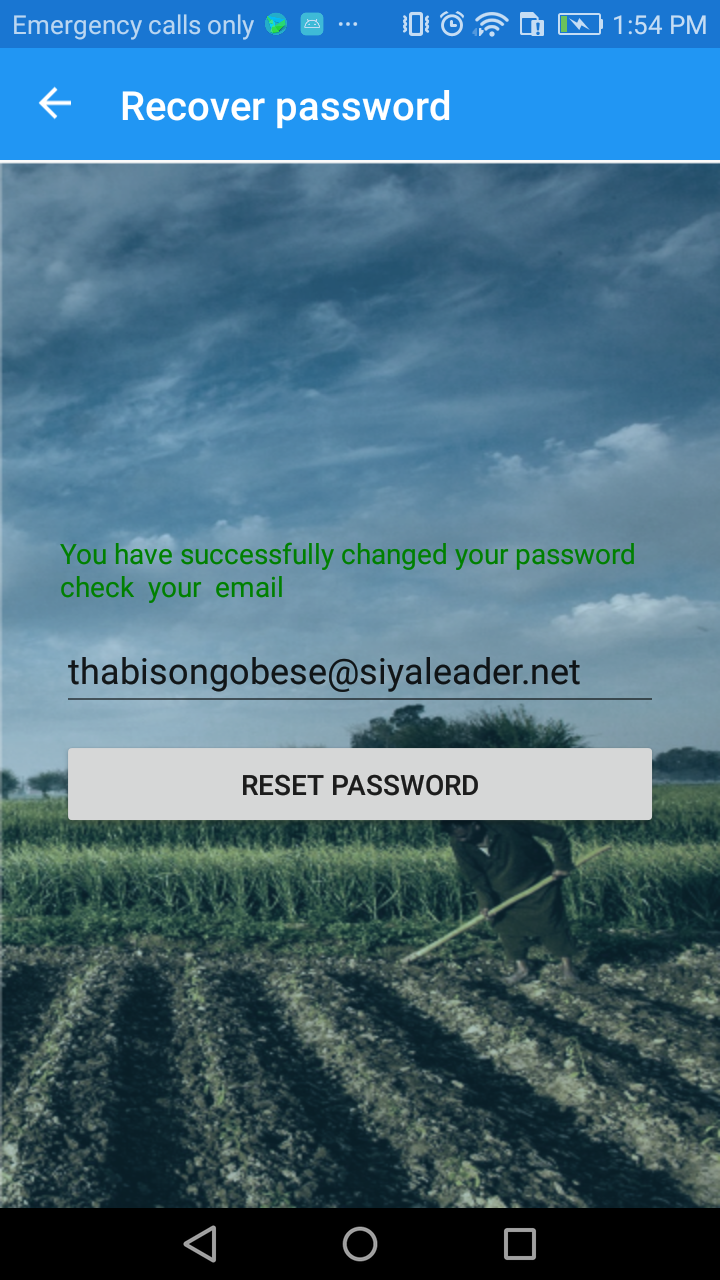 Emergency calls only ... 1:54 PM
Recover password
You have successfully changed your password
check your email
thabisongobese@siyaleader.net
RESET PASSWORD